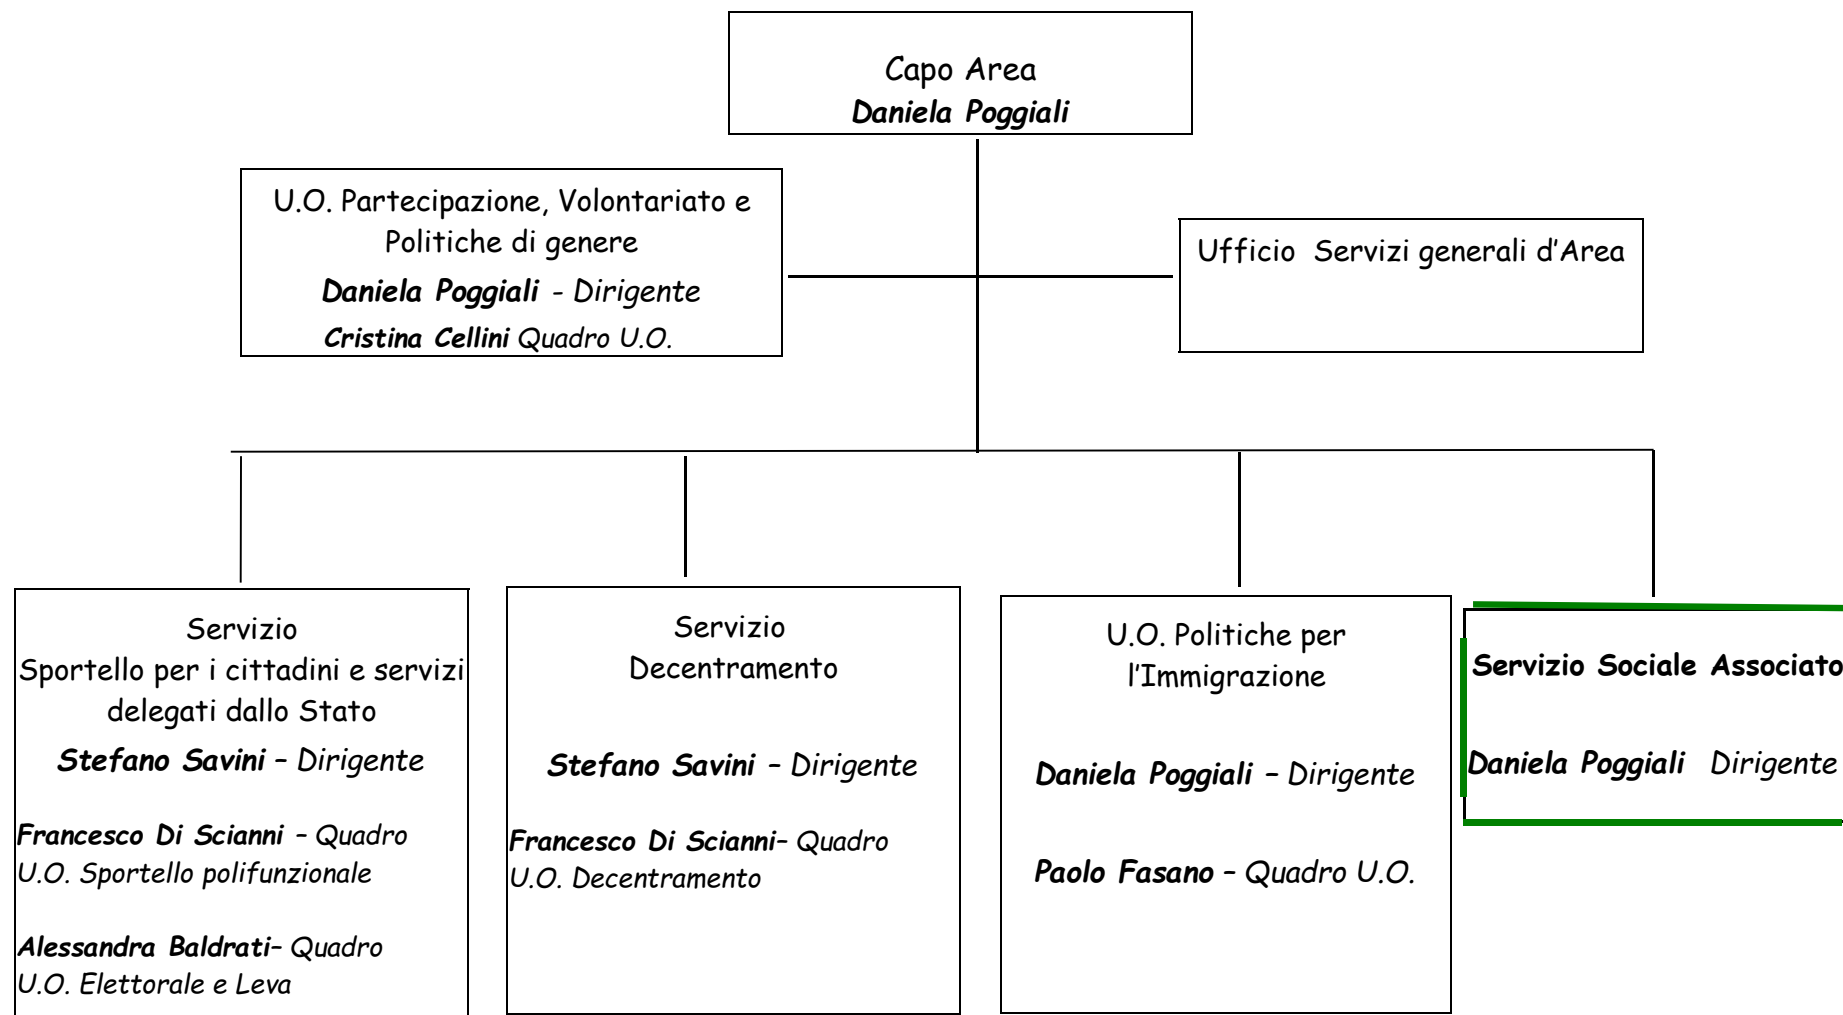 Capo Area
Daniela Poggiali
U.O. Partecipazione, Volontariato e
Politiche di genere
Daniela Poggiali - Dirigente
Cristina Cellini Quadro U.O.
Ufficio Servizi generali d'Area
Servizio
Sportello per i cittadini e servizi
delegati dallo Stato
Stefano Savini – Dirigente
Francesco Di Scianni – Quadro
U.O. Sportello polifunzionale
Alessandra Baldrati– Quadro
U.O. Elettorale e Leva
Servizio
Decentramento
Stefano Savini – Dirigente
Francesco Di Scianni– Quadro
U.O. Decentramento
U.O. Politiche per
l'Immigrazione
Daniela Poggiali – Dirigente
Paolo Fasano – Quadro U.O.
Servizio Sociale Associato
Daniela Poggiali Dirigente